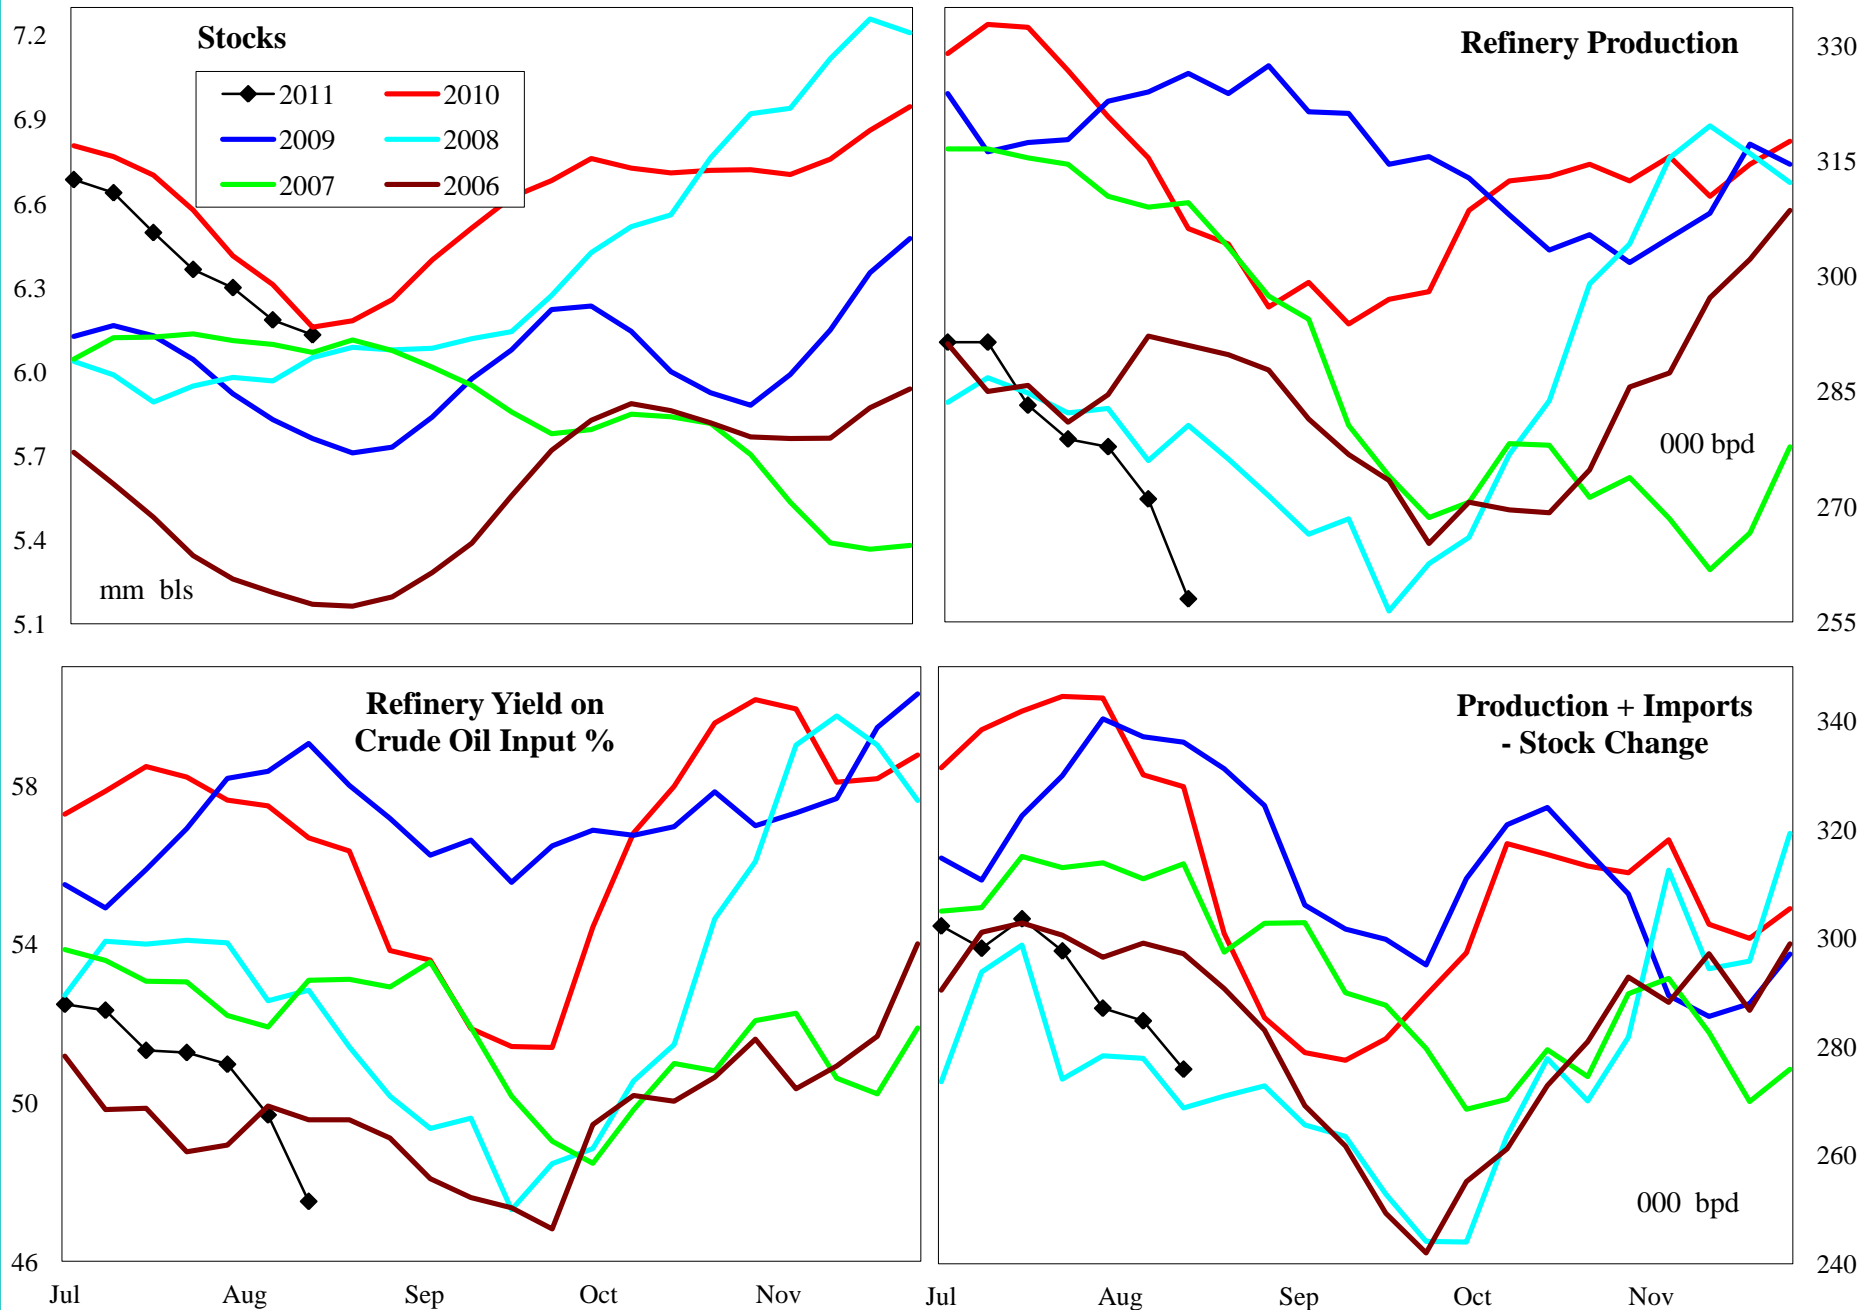 Stocks
2011
2010
2009
2008
2007
2006
7.2
6.9
6.6
6.3
6.0
5.7
5.4
5.1
mm bls
Refinery Production
000 bpd
330
315
300
285
270
255
Refinery Yield on
Crude Oil Input %
58
54
50
46
Jul
Aug
Sep
Oct
Nov
Production + Imports
- Stock Change
000 bpd
340
320
300
280
260
240
Jul
Aug
Sep
Oct
Nov